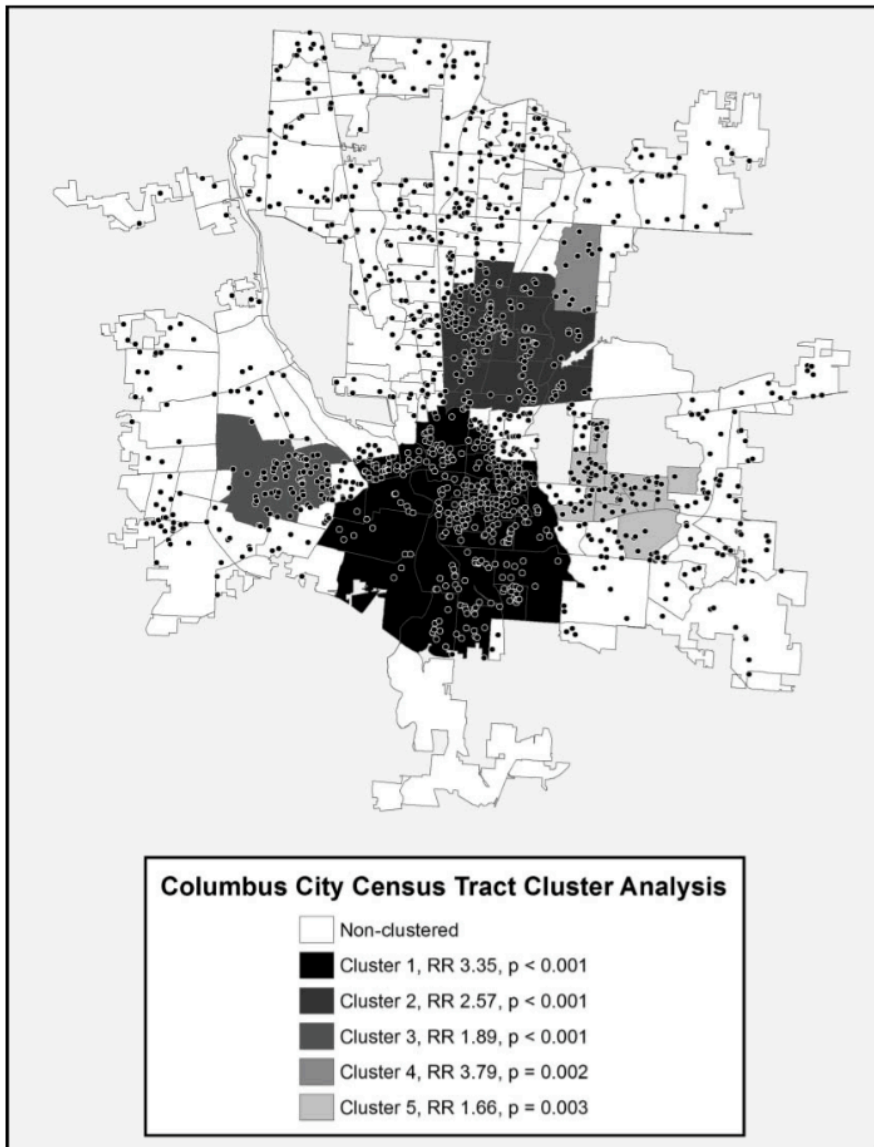 Columbus City Census Tract Cluster Analysis
Non-clustered
Cluster 1, RR 3.35, p < 0.001
Cluster 2, RR 2.57, p < 0.001
Cluster 3, RR 1.89, p < 0.001
Cluster 4, RR 3.79, p = 0.002
Cluster 5, RR 1.66, p = 0.003